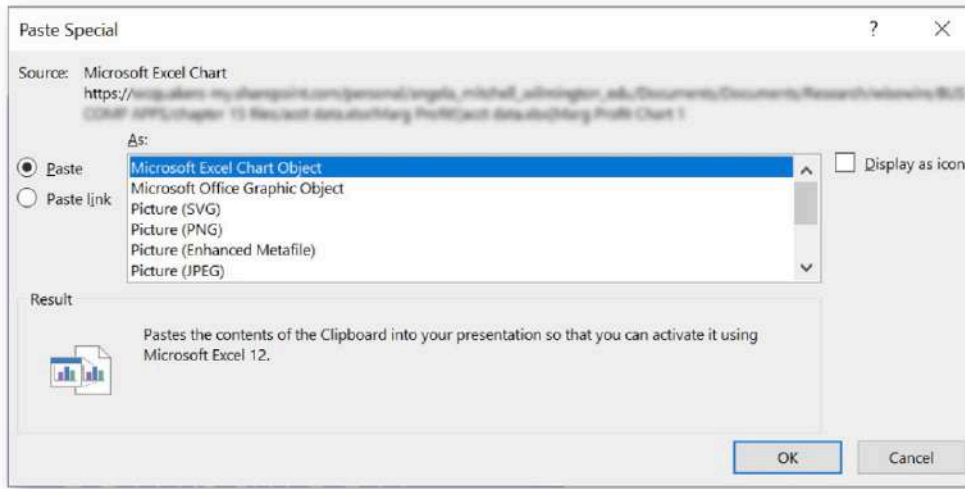 Paste Special
?
Source: Microsoft Excel Chart
https://
As:
Paste
Paste link
Microsoft Excel Chart Object
Microsoft Office Graphic Object
Picture (SVG)
Picture (PNG)
Picture (Enhanced Metafile)
Picture (JPEG)
Display as icon
Result
Pastes the contents of the Clipboard into your presentation so that you can activate it using
Microsoft Excel 12.
OK
Cancel